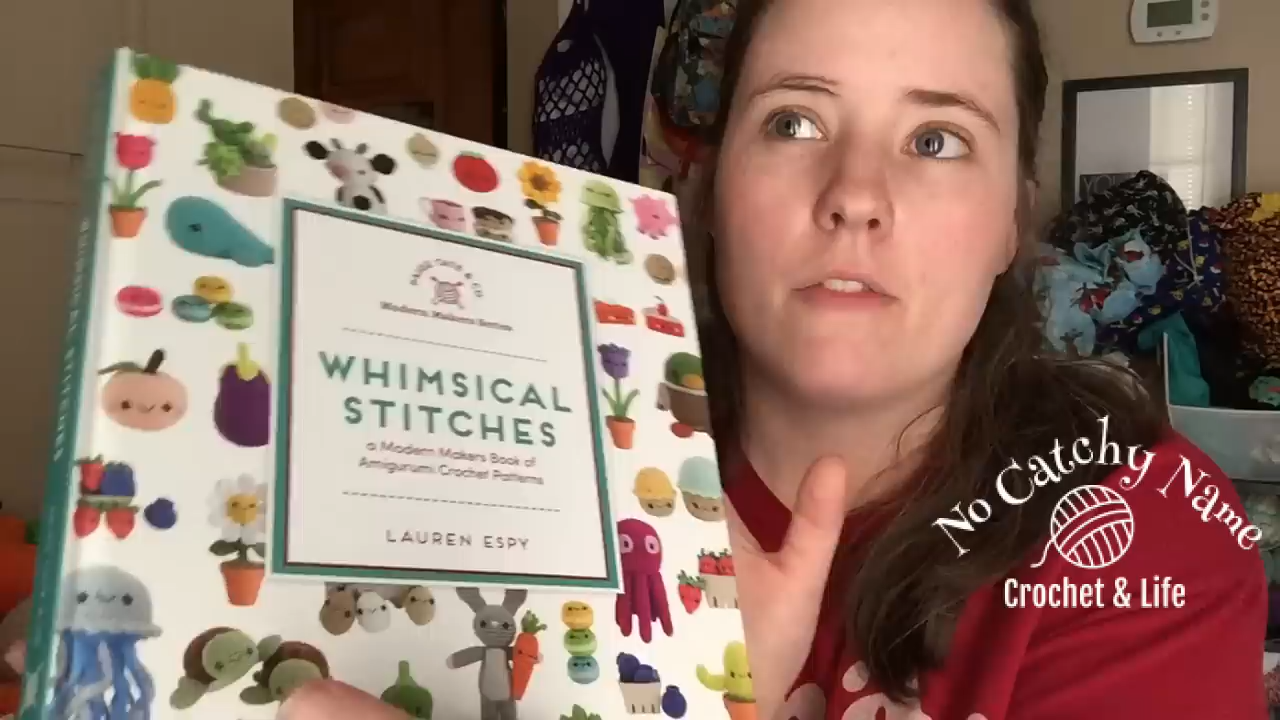 Modern Makers Series
WHIMSICAL
STITCHES
a Modern Makers Book of
Amigurumi Crochet Patterns
LAUREN ESPY
No Catchy Name
Crochet & Life